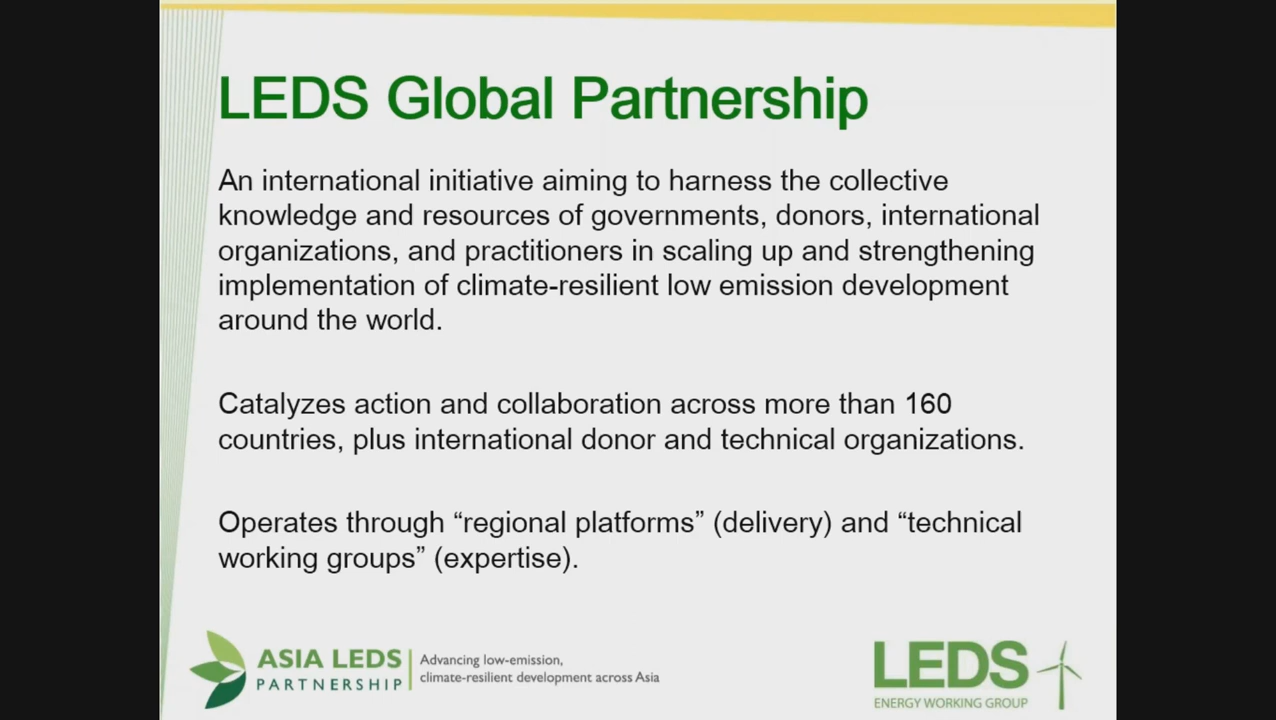 LEDS Global Partnership
An international initiative aiming to harness the collective
knowledge and resources of governments, donors, international
organizations, and practitioners in scaling up and strengthening
implementation of climate-resilient low emission development
around the world.
Catalyzes action and collaboration across more than 160
countries, plus international donor and technical organizations.
Operates through “regional platforms” (delivery) and “technical
working groups” (expertise).
ASIA LEDS
PARTNERSHIP
Advancing low-emission,
climate-resilient development across Asia
LEDS
ENERGY WORKING GROUP